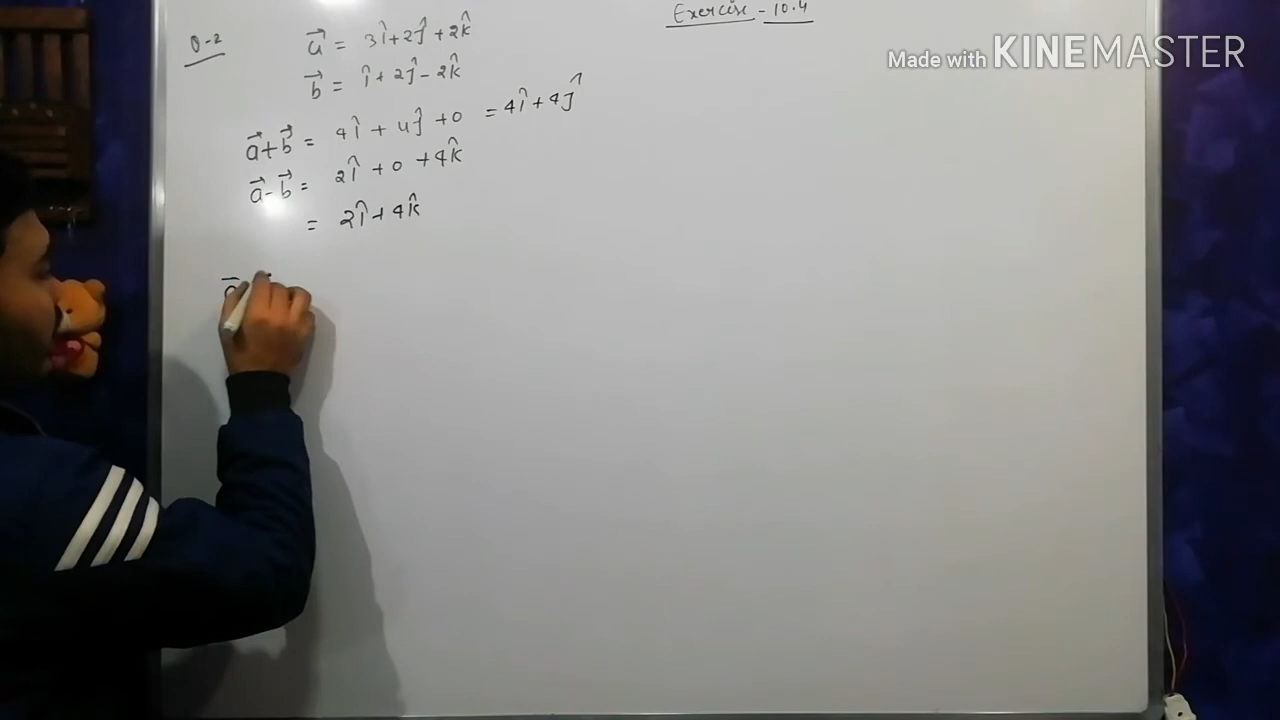 Exercise - 10.4
Made with KINEMASTER
Q-2
a⃗ = 3î+2ĵ+2k̂
b⃗ = î+2ĵ-2k̂
a⃗+b⃗ = 4î + 4ĵ +0 = 4î+4ĵ
a⃗-b⃗ = 2î +0 +4k̂
= 2î+4k̂